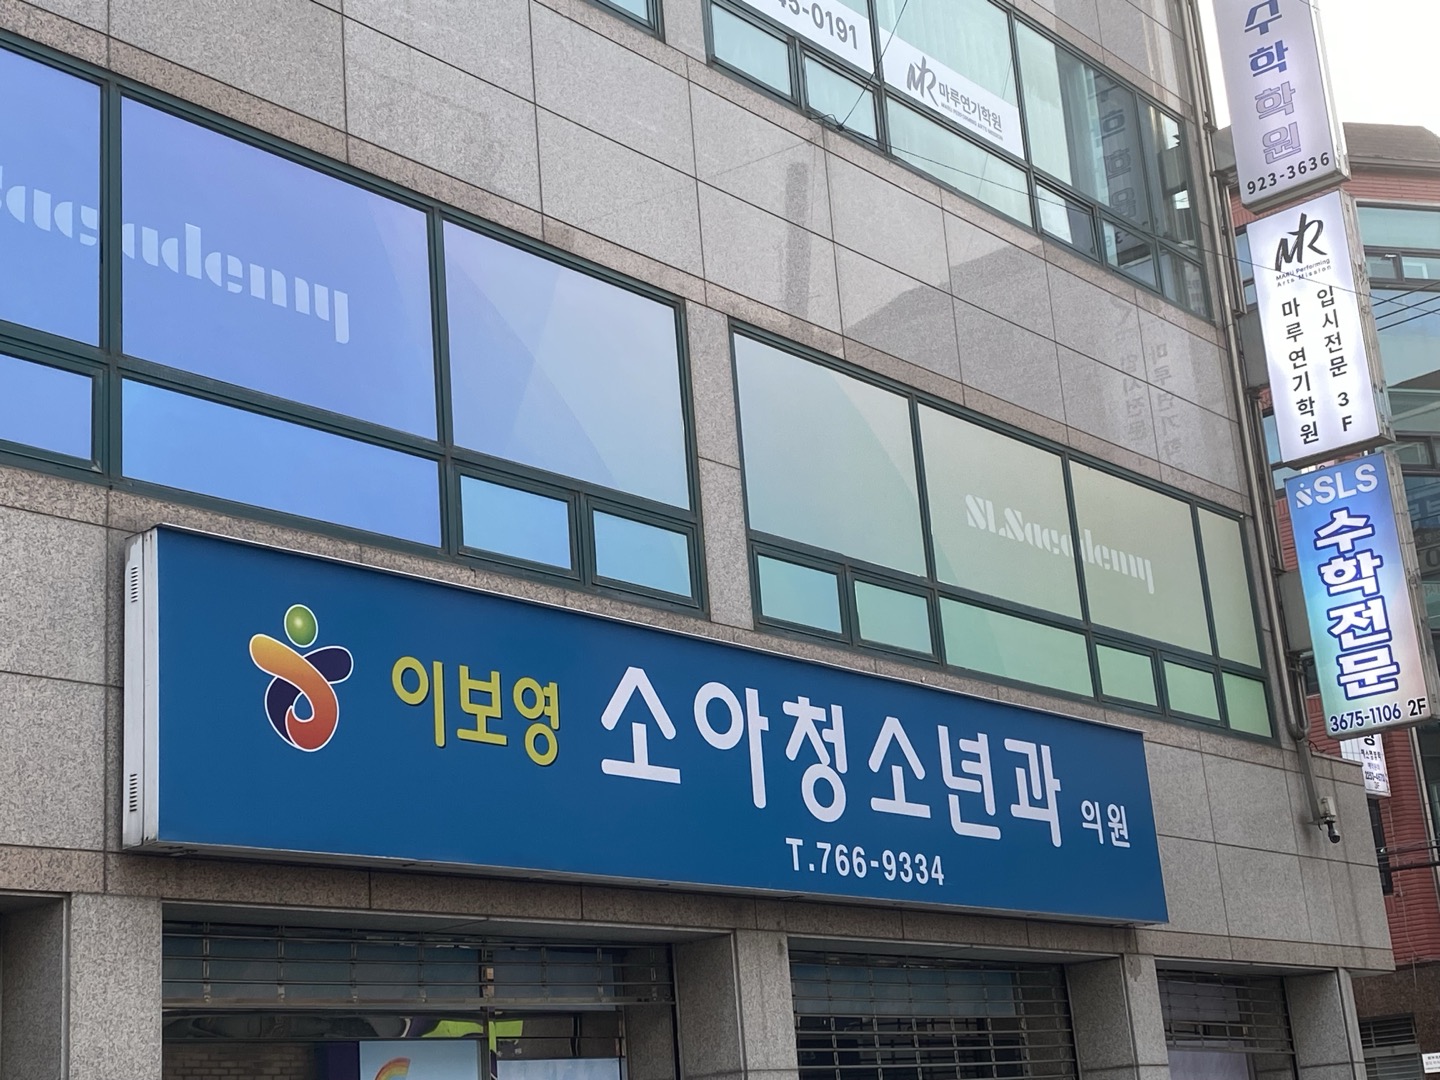 45-0191
마루연기학원
수학학원
923-3636
MARU Performing
Arts Mission
입시전문 3F
마루연기학원
SLS
수학전문
3675-1106 2F
academy
SLSacademy
이보영 소아청소년과 의원
T.766-9334